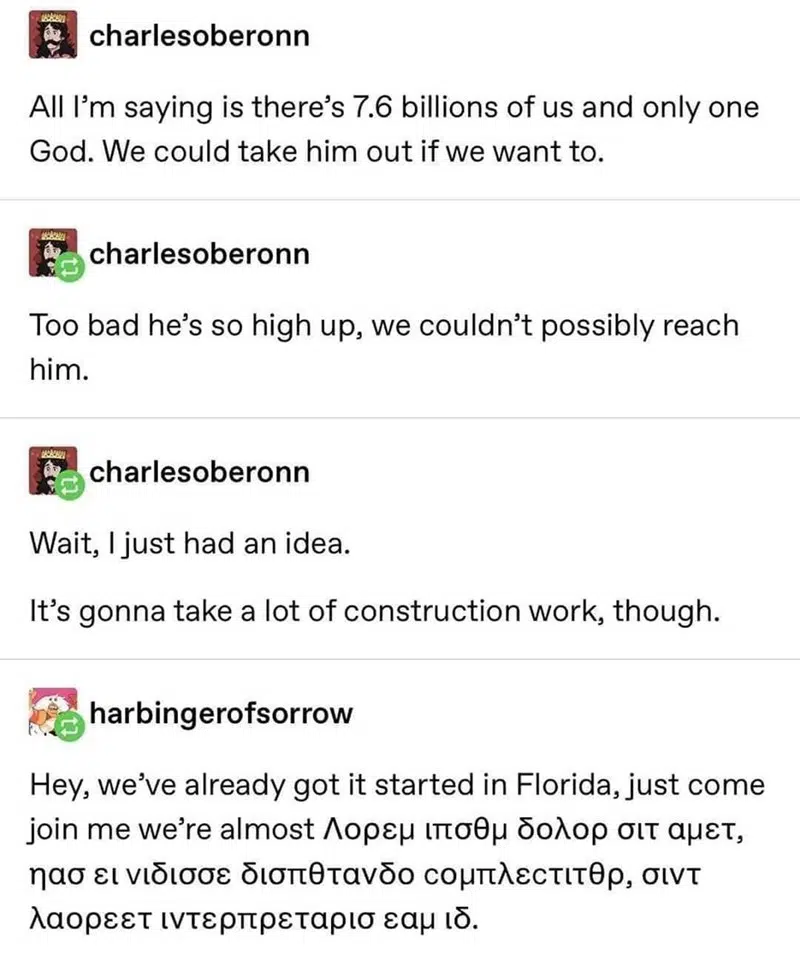 charlesoberonn
All I’m saying is there’s 7.6 billions of us and only one
God. We could take him out if we want to.
charlesoberonn
Too bad he’s so high up, we couldn’t possibly reach
him.
charlesoberonn
Wait, I just had an idea.
It’s gonna take a lot of construction work, though.
harbingerofsorrow
Hey, we’ve already got it started in Florida, just come
join me we’re almost Λορεμ ιπσθμ δολορ σιτ αμετ,
ηασ ει νιδισσε δισπθτανδο cομπλεcτιτθρ, σιντ
λαορεετ ιντερπρεταρισ εαμ ιδ.